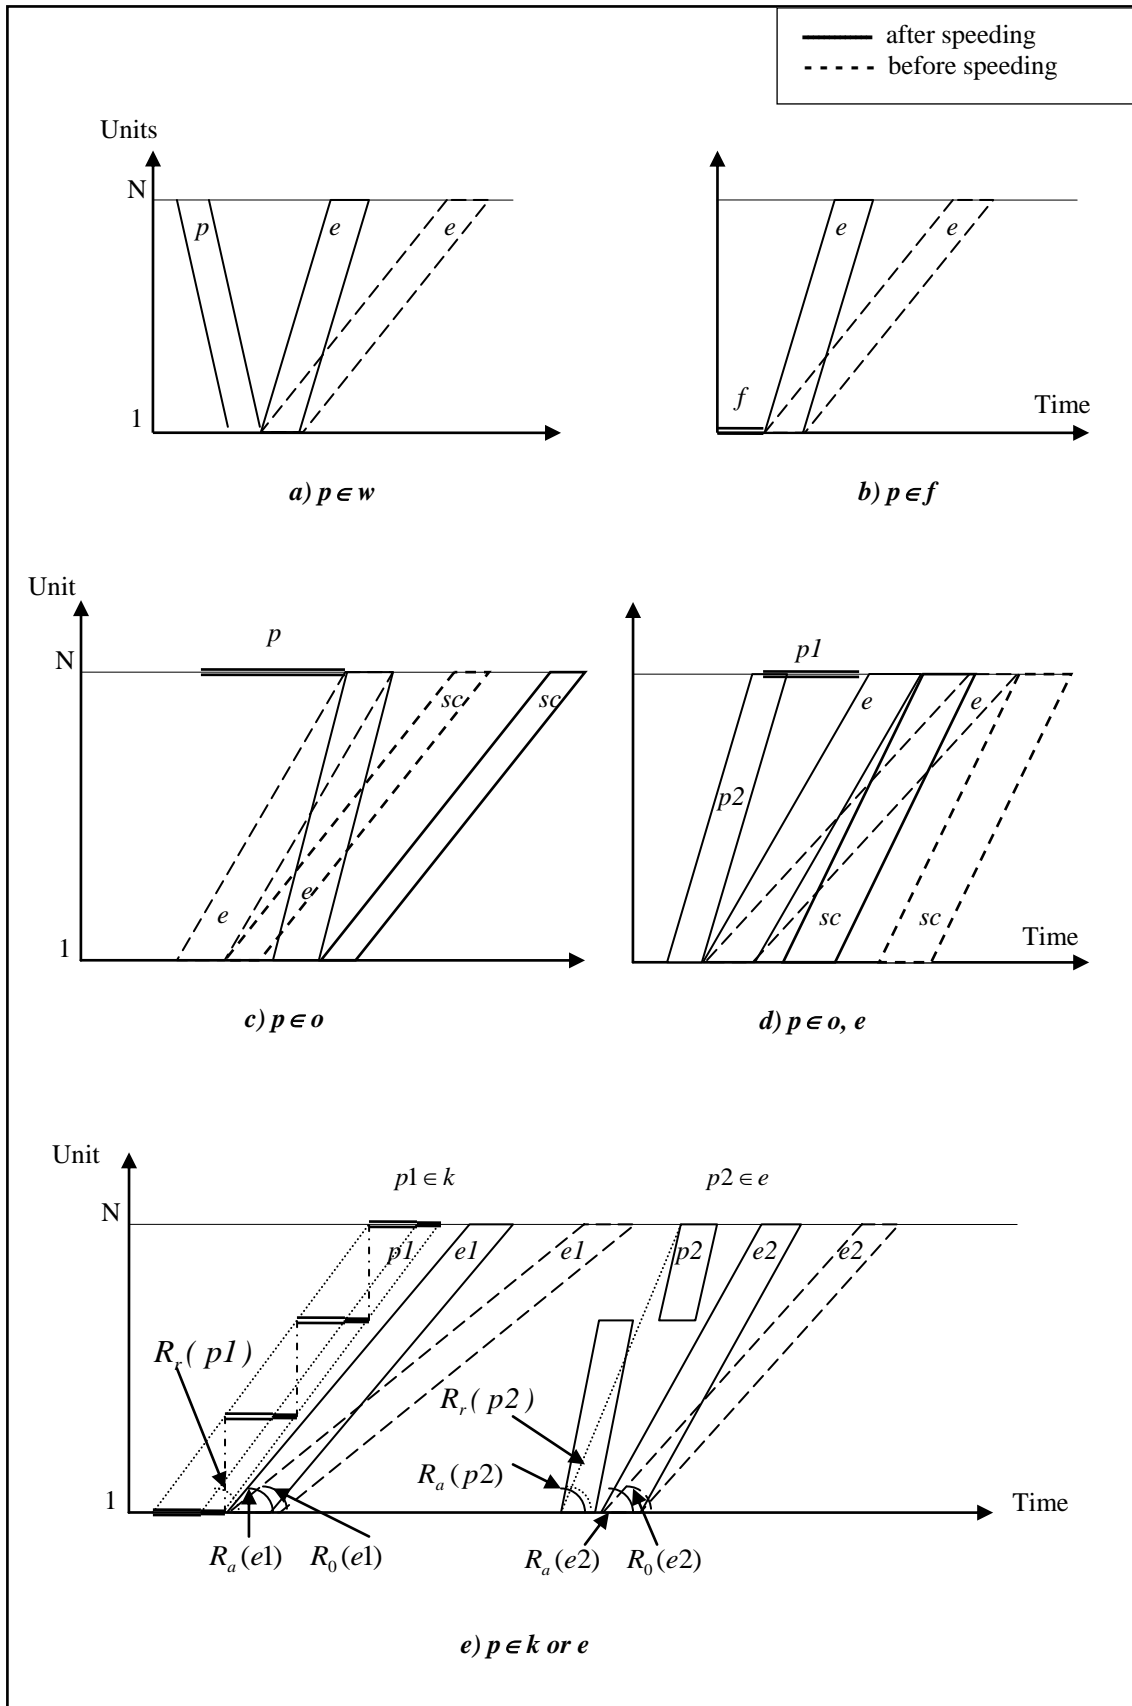 after speeding
before speeding
Units
N
p
e
e
1
a) p ∈ w
e
e
f
Time
b) p ∈ f
Unit
N
p
sc
sc
e
e
1
c) p ∈ o
p1
e
e
p2
sc
sc
Time
d) p ∈ o, e
Unit
N
p1 ∈ k
p2 ∈ e
p1
e1
e1
p2
e2
e2
R_r(p1)
R_r(p2)
R_a(p2)
1
Time
R_a(e1)
R_0(e1)
R_a(e2)
R_0(e2)
e) p ∈ k or e